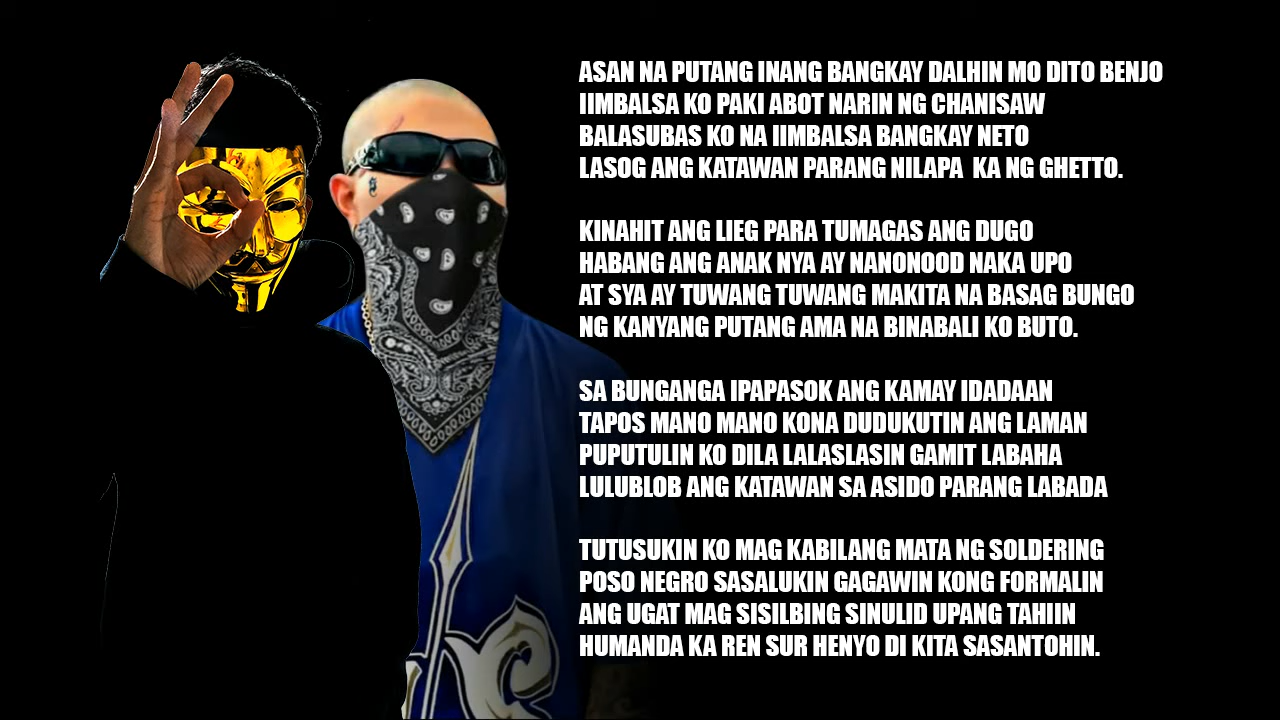 ASAN NA PUTANG INANG BANGKAY DALHIN MO DITO BENJO
IIMBALSA KO PAKI ABOT NARIN NG CHANISAW
BALASUBAS KO NA IIMBALSA BANGKAY NETO
LASOG ANG KATAWAN PARANG NILAPA KA NG GHETTO.
KINAHIT ANG LIEG PARA TUMAGAS ANG DUGO
HABANG ANG ANAK NYA AY NANONOOD NAKA UPO
AT SYA AY TUWANG TUWANG MAKITA NA BASAG BUNGO
NG KANYANG PUTANG AMA NA BINABALI KO BUTO.
SA BUNGANGA IPAPASOK ANG KAMAY IDADAAN
TAPOS MANO MANO KONA DUDUKUTIN ANG LAMAN
PUPUTULIN KO DILA LALASLASIN GAMIT LABAHA
LULUBLOB ANG KATAWAN SA ASIDO PARANG LABADA
TUTUSUKIN KO MAG KABILANG MATA NG SOLDERING
POSO NEGRO SASALUKIN GAGAWIN KONG FORMALIN
ANG UGAT MAG SISILBING SINULID UPANG TAHIIN
HUMANDA KA REN SUR HENYO DI KITA SASANTOHIN.